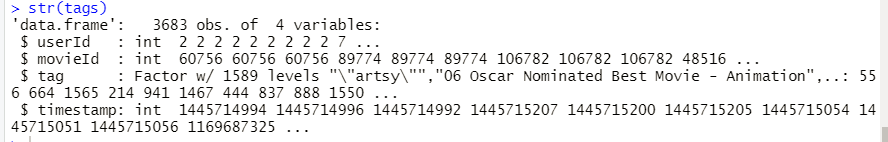 > str(tags)
'data.frame':   3683 obs. of  4 variables:
 $ userId   : int  2 2 2 2 2 2 2 2 2 7 ...
 $ movieId  : int  60756 60756 60756 89774 89774 89774 106782 106782 106782 48516 ...
 $ tag      : Factor w/ 1589 levels "\"artsy\"","06 Oscar Nominated Best Movie - Animation",..: 55
6 664 1565 214 941 1467 444 837 888 1550 ...
 $ timestamp: int  1445714994 1445714996 1445714992 1445715207 1445715200 1445715205 1445715054 14
45715051 1445715056 1169687325 ...